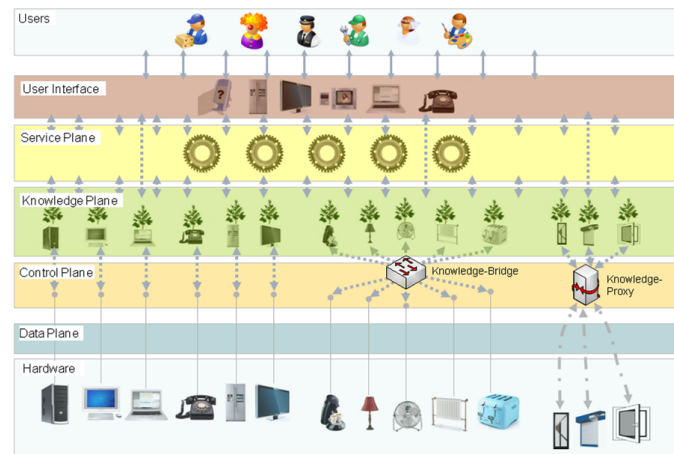 Users
User Interface
?
Service Plane
Knowledge Plane
Control Plane
Knowledge-Bridge
Knowledge-
Proxy
Data Plane
Hardware